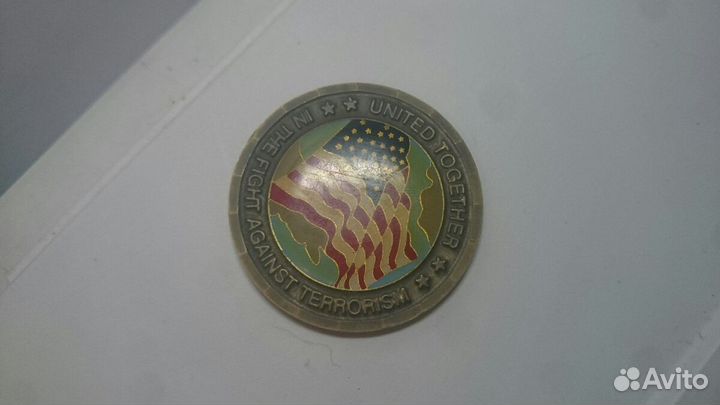 UNITED TOGETHER
IN THE FIGHT AGAINST TERRORISM
Avito